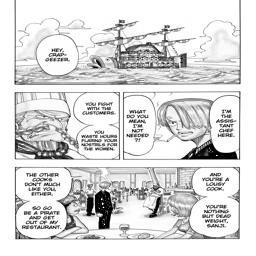 HEY,
CRAP-
GEEZER.
WHAT
DO YOU
MEAN,
I'M NOT
NEEDED
?!
I'M THE
ASSIS-
TANT
CHEF
HERE.
YOU FIGHT
WITH THE
CUSTOMERS.
YOU
WASTE HOURS
FLARING YOUR
NOSTRILS FOR
THE WOMEN.
AND
YOU'RE
A LOUSY
COOK.
YOU'RE
NOTHING
BUT DEAD
WEIGHT,
SANJI.
THE OTHER
COOKS
DON'T MUCH
LIKE YOU,
EITHER.
SO GO
BE A PIRATE
AND GET
OUT OF MY
RESTAURANT.